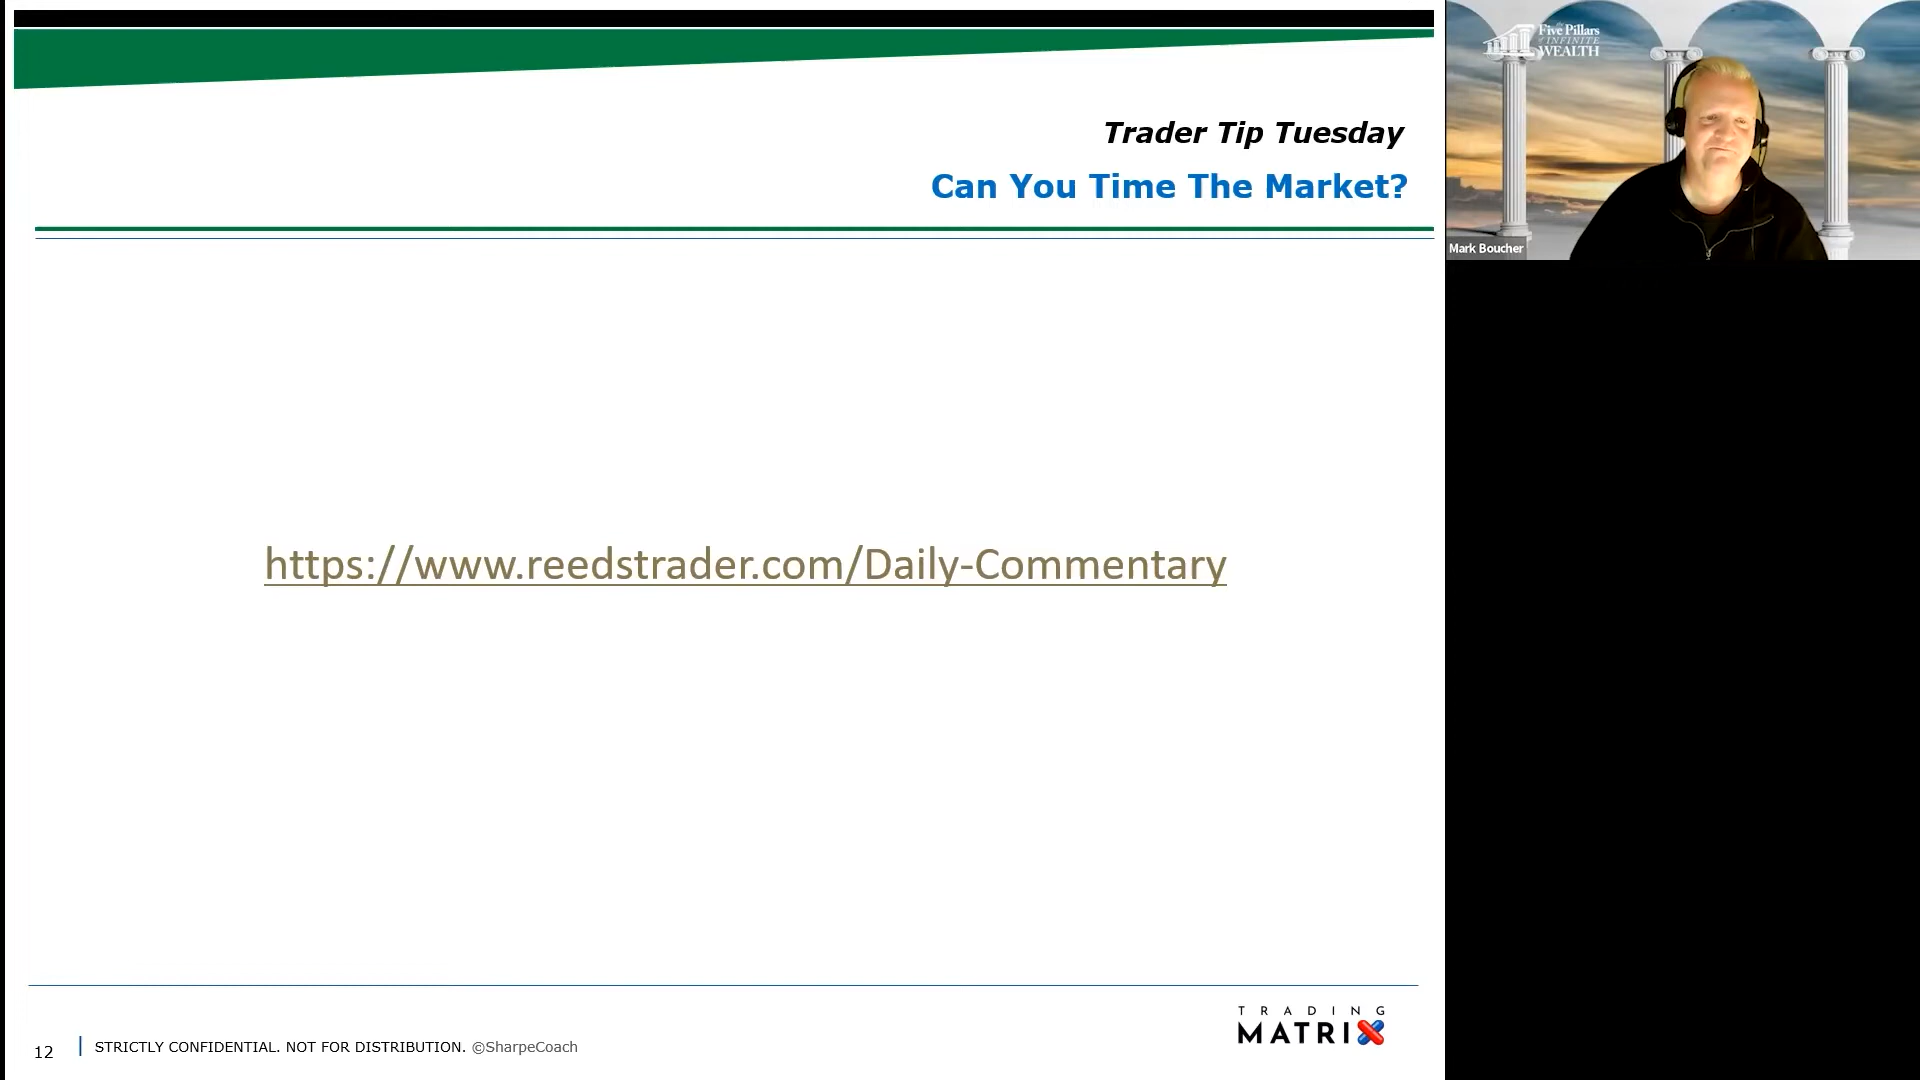 Trader Tip Tuesday
Can You Time The Market?
https://www.reedstrader.com/Daily-Commentary
12
STRICTLY CONFIDENTIAL. NOT FOR DISTRIBUTION. ©SharpeCoach
TRADING
MATRIX
Five Pillars
of INFINITE
WEALTH
Mark Boucher